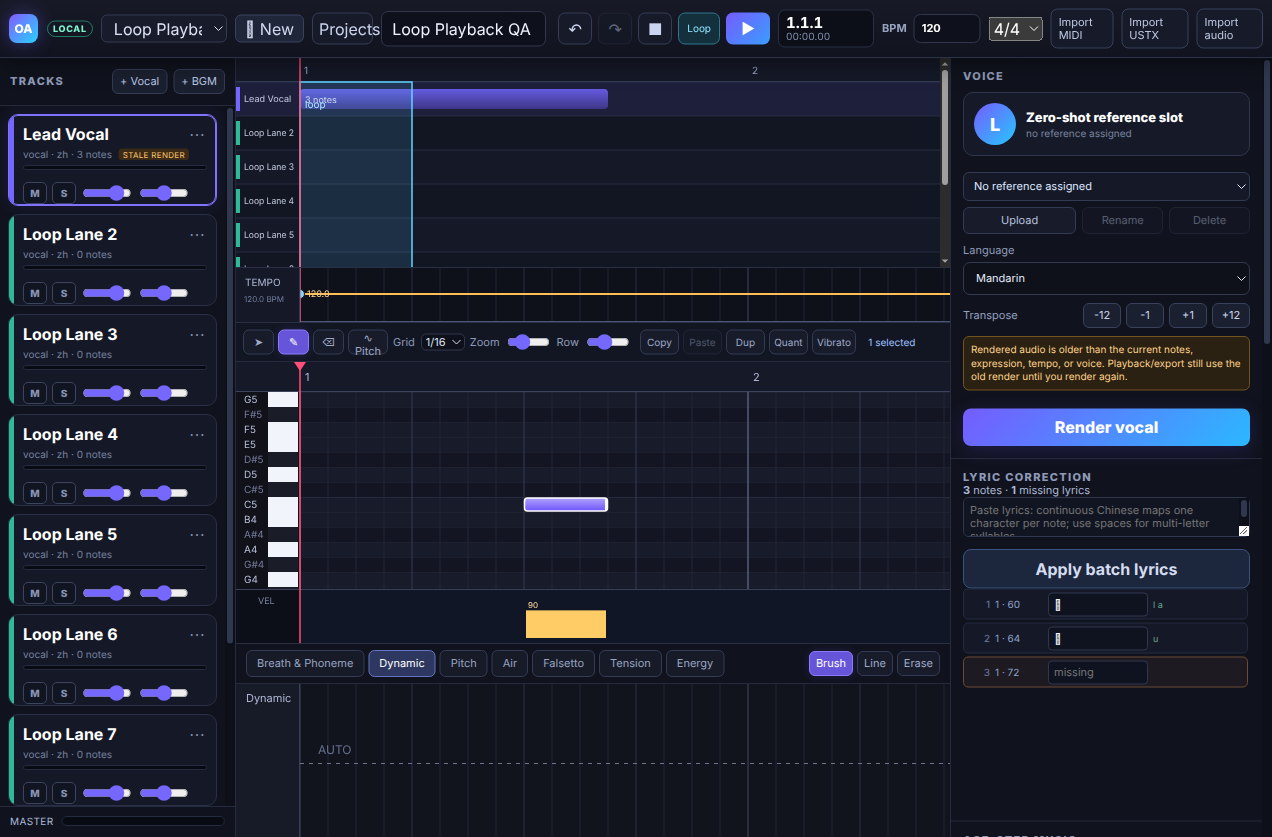 OA LOCAL Loop Playba New Projects Loop Playback QA Loop 1.1.1 00:00.00 BPM 120 4/4 Import MIDI Import USTX Import audio
TRACKS + Vocal + BGM
Lead Vocal ...
vocal · zh · 3 notes STALE RENDER
M S
Loop Lane 2 ...
vocal · zh · 0 notes
M S
Loop Lane 3 ...
vocal · zh · 0 notes
M S
Loop Lane 4 ...
vocal · zh · 0 notes
M S
Loop Lane 5 ...
vocal · zh · 0 notes
M S
Loop Lane 6 ...
vocal · zh · 0 notes
M S
Loop Lane 7 ...
vocal · zh · 0 notes
M S
MASTER
1 2
Lead Vocal 3 notes
loop
Loop Lane 2
Loop Lane 3
Loop Lane 4
Loop Lane 5
TEMPO
120.0 BPM 120.0
Pitch Grid 1/16 Zoom Row Copy Paste Dup Quant Vibrato 1 selected
1 2
G5
F#5
F5
E5
D#5
D5
C#5
C5
B4
A#4
A4
G#4
G4
VEL 90
Breath & Phoneme Dynamic Pitch Air Falsetto Tension Energy Brush Line Erase
Dynamic
AUTO
VOICE
L Zero-shot reference slot
no reference assigned
No reference assigned
Upload Rename Delete
Language
Mandarin
Transpose -12 -1 +1 +12
Rendered audio is older than the current notes,
expression, tempo, or voice. Playback/export still use the
old render until you render again.
Render vocal
LYRIC CORRECTION
3 notes · 1 missing lyrics
Paste lyrics: continuous Chinese maps one
character per note; use spaces for multi-letter
syllables
Apply batch lyrics
1 1 · 60 l a
2 1 · 64 u
3 1 · 72 missing